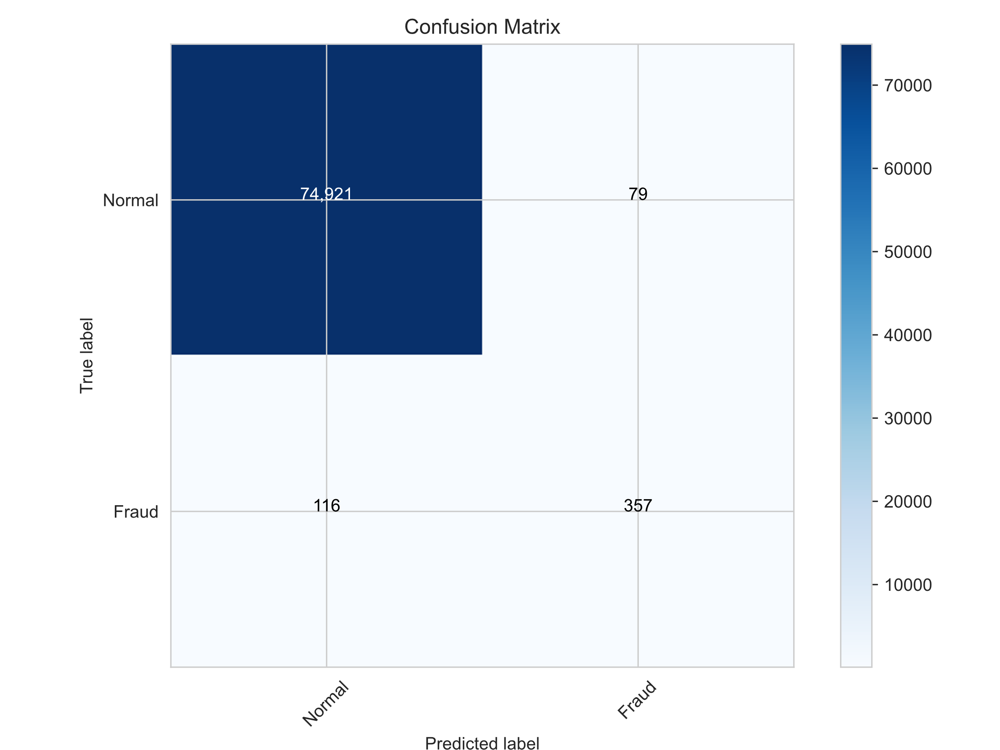 Confusion Matrix
Normal
74,921
79
Fraud
116
357
True label
Normal
Fraud
Predicted label
70000
60000
50000
40000
30000
20000
10000